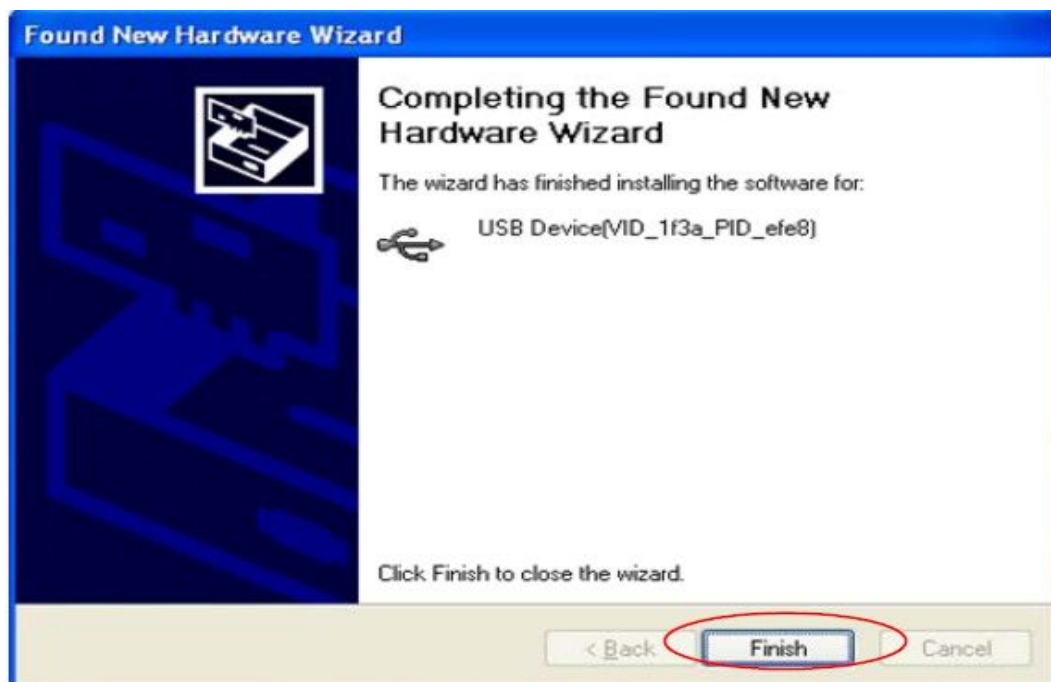 Found New Hardware Wizard
Completing the Found New
Hardware Wizard
The wizard has finished installing the software for:
USB Device(VID_1f3a_PID_efe8)
Click Finish to close the wizard.
< Back
Finish
Cancel